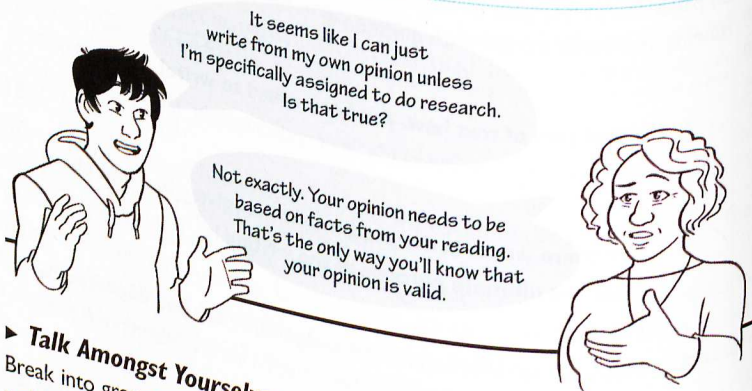 It seems like I can just
write from my own opinion unless
I'm specifically assigned to do research.
Is that true?
Not exactly. Your opinion needs to be
based on facts from your reading.
That's the only way you'll know that
your opinion is valid.
▶ Talk Amongst
Break into